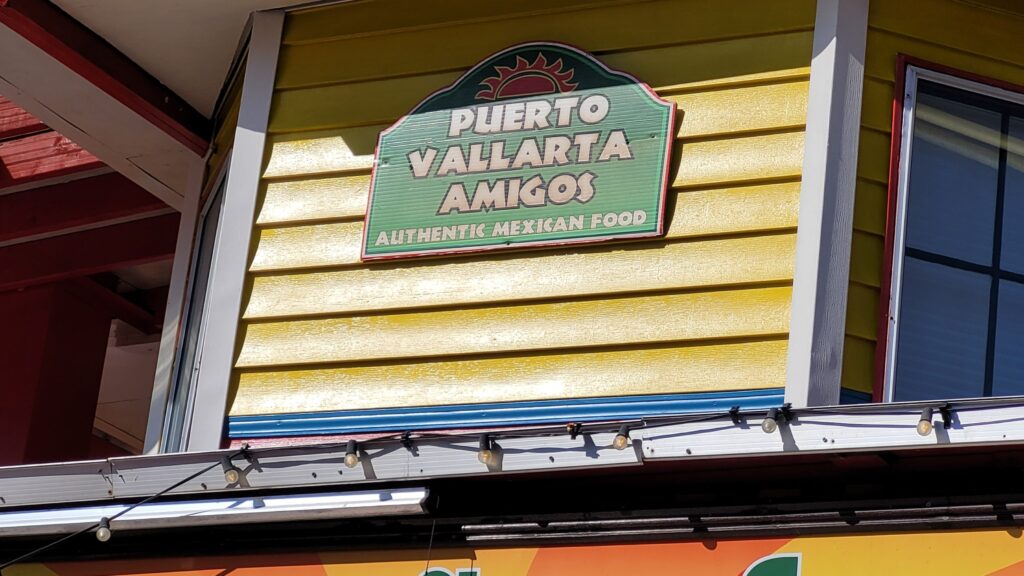 PUERTO
VALLARTA
AMIGOS
AUTHENTIC MEXICAN FOOD